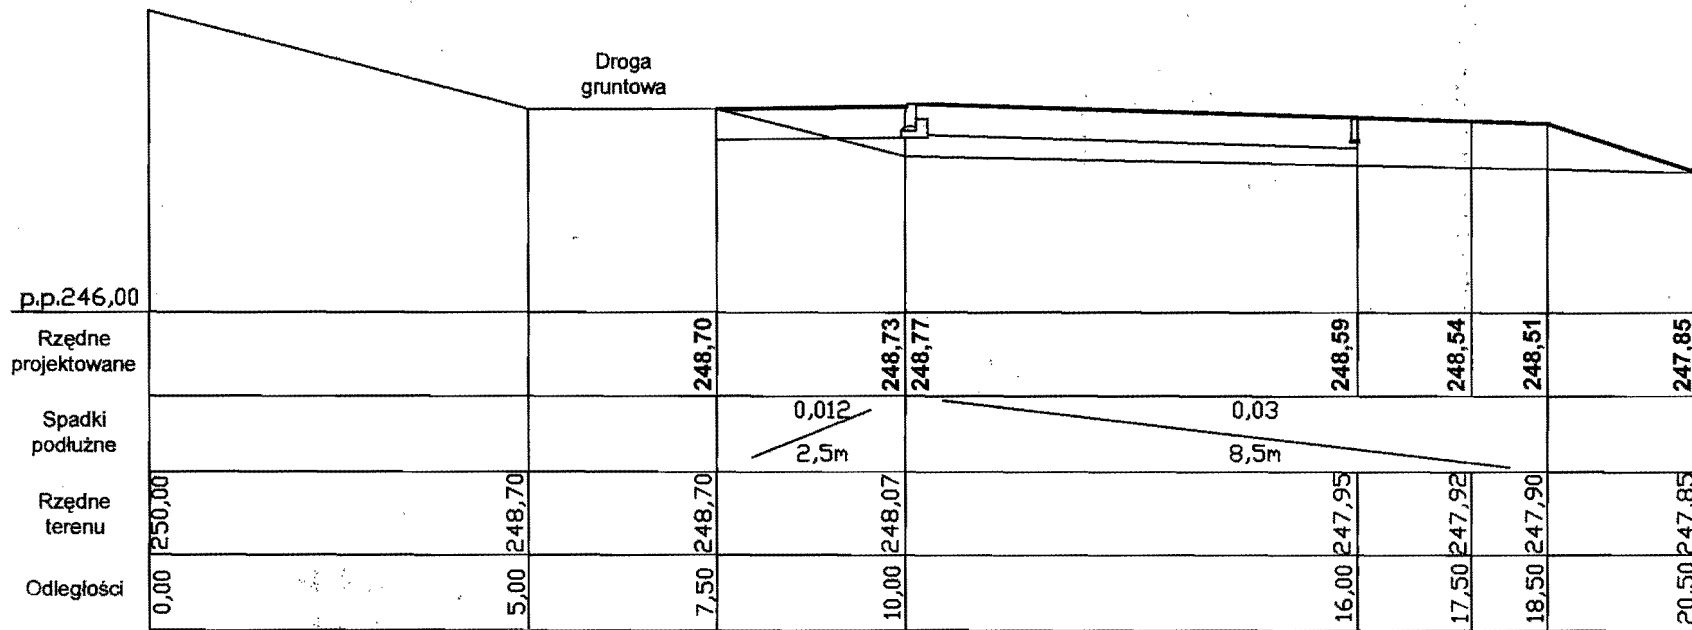 Droga
gruntowa
p.p.246,00
Rzędne
projektowane
248,70
248,73
248,77
248,59
248,54
248,51
247,85
Spadki
podłużne
0,012
2,5m
0,03
8,5m
Rzędne
terenu
250,00
248,70
248,70
248,07
247,95
247,92
247,90
247,85
Odległości
0,00
5,00
7,50
10,00
16,00
17,50
18,50
20,50